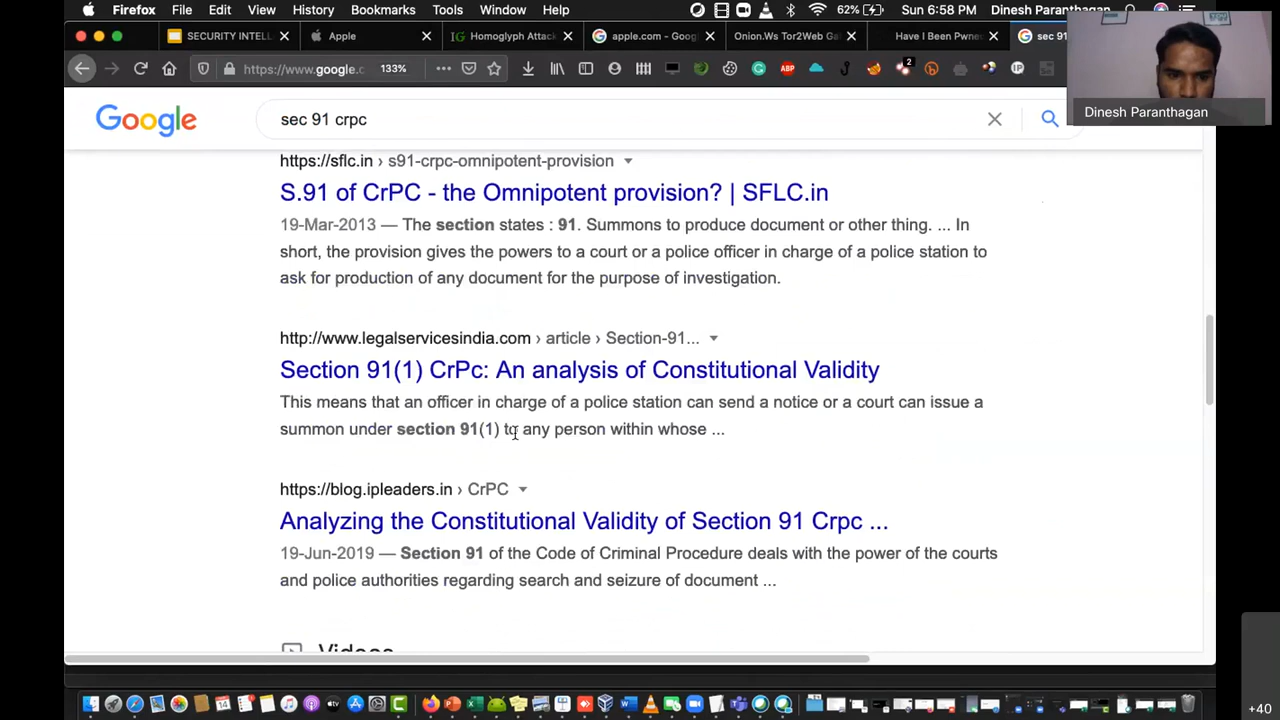 Firefox File Edit View History Bookmarks Tools Window Help 62% Sun 6:58 PM Dinesh Paranthagan
SECURITY INTELL Apple Homoglyph Attac apple.com - Goog Onion.Ws Tor2Web Ga Have I Been Pwne sec 91
https://www.google.c 133% ABP 2 IP
Dinesh Paranthagan
Google sec 91 crpc
https://sflc.in › s91-crpc-omnipotent-provision
S.91 of CrPC - the Omnipotent provision? | SFLC.in
19-Mar-2013 — The section states : 91. Summons to produce document or other thing. ... In
short, the provision gives the powers to a court or a police officer in charge of a police station to
ask for production of any document for the purpose of investigation.
http://www.legalservicesindia.com › article › Section-91...
Section 91(1) CrPc: An analysis of Constitutional Validity
This means that an officer in charge of a police station can send a notice or a court can issue a
summon under section 91(1) to any person within whose ...
https://blog.ipleaders.in › CrPC
Analyzing the Constitutional Validity of Section 91 Crpc ...
19-Jun-2019 — Section 91 of the Code of Criminal Procedure deals with the power of the courts
and police authorities regarding search and seizure of document ...
Videos
+40